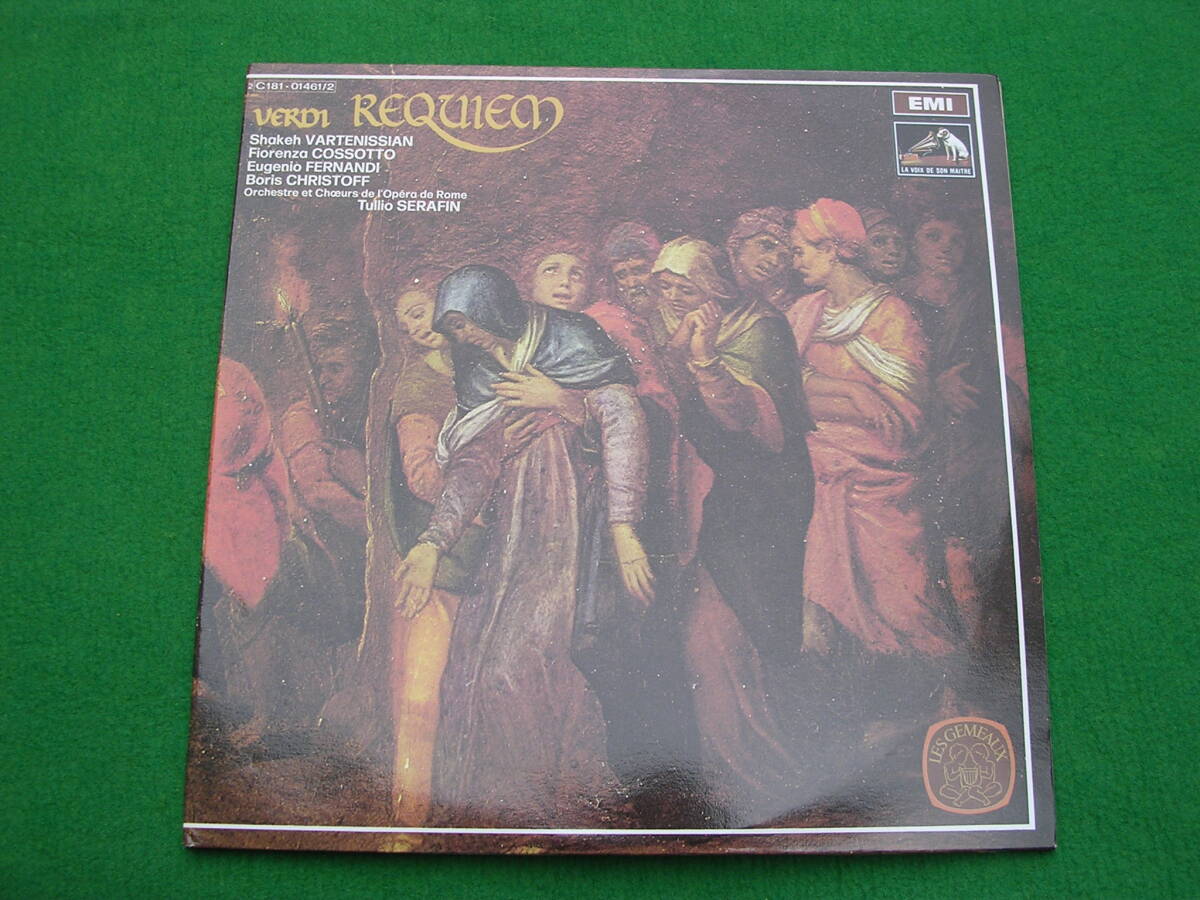 2 C181-01461/2
VERDI REQUIEM
Shakeh VARTENISSIAN
Fiorenza COSSOTTO
Eugenio FERNANDI
Boris CHRISTOFF
Orchestre et Chœurs de l'Opéra de Rome
Tullio SERAFIN
EMI
LA VOIX DE SON MAITRE
LES GEMEAUX